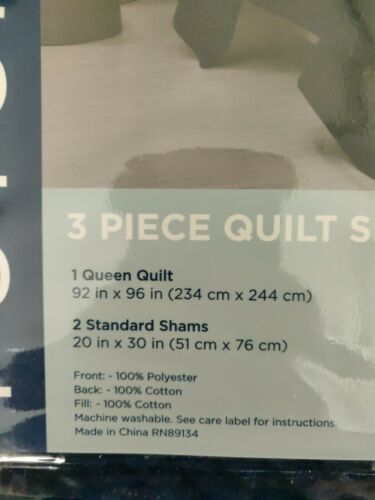 3 PIECE QUILT S
1 Queen Quilt
92 in x 96 in (234 cm x 244 cm)
2 Standard Shams
20 in x 30 in (51 cm x 76 cm)
Front: - 100% Polyester
Back: - 100% Cotton
Fill: - 100% Cotton
Machine washable. See care label for instructions.
Made in China RN89134